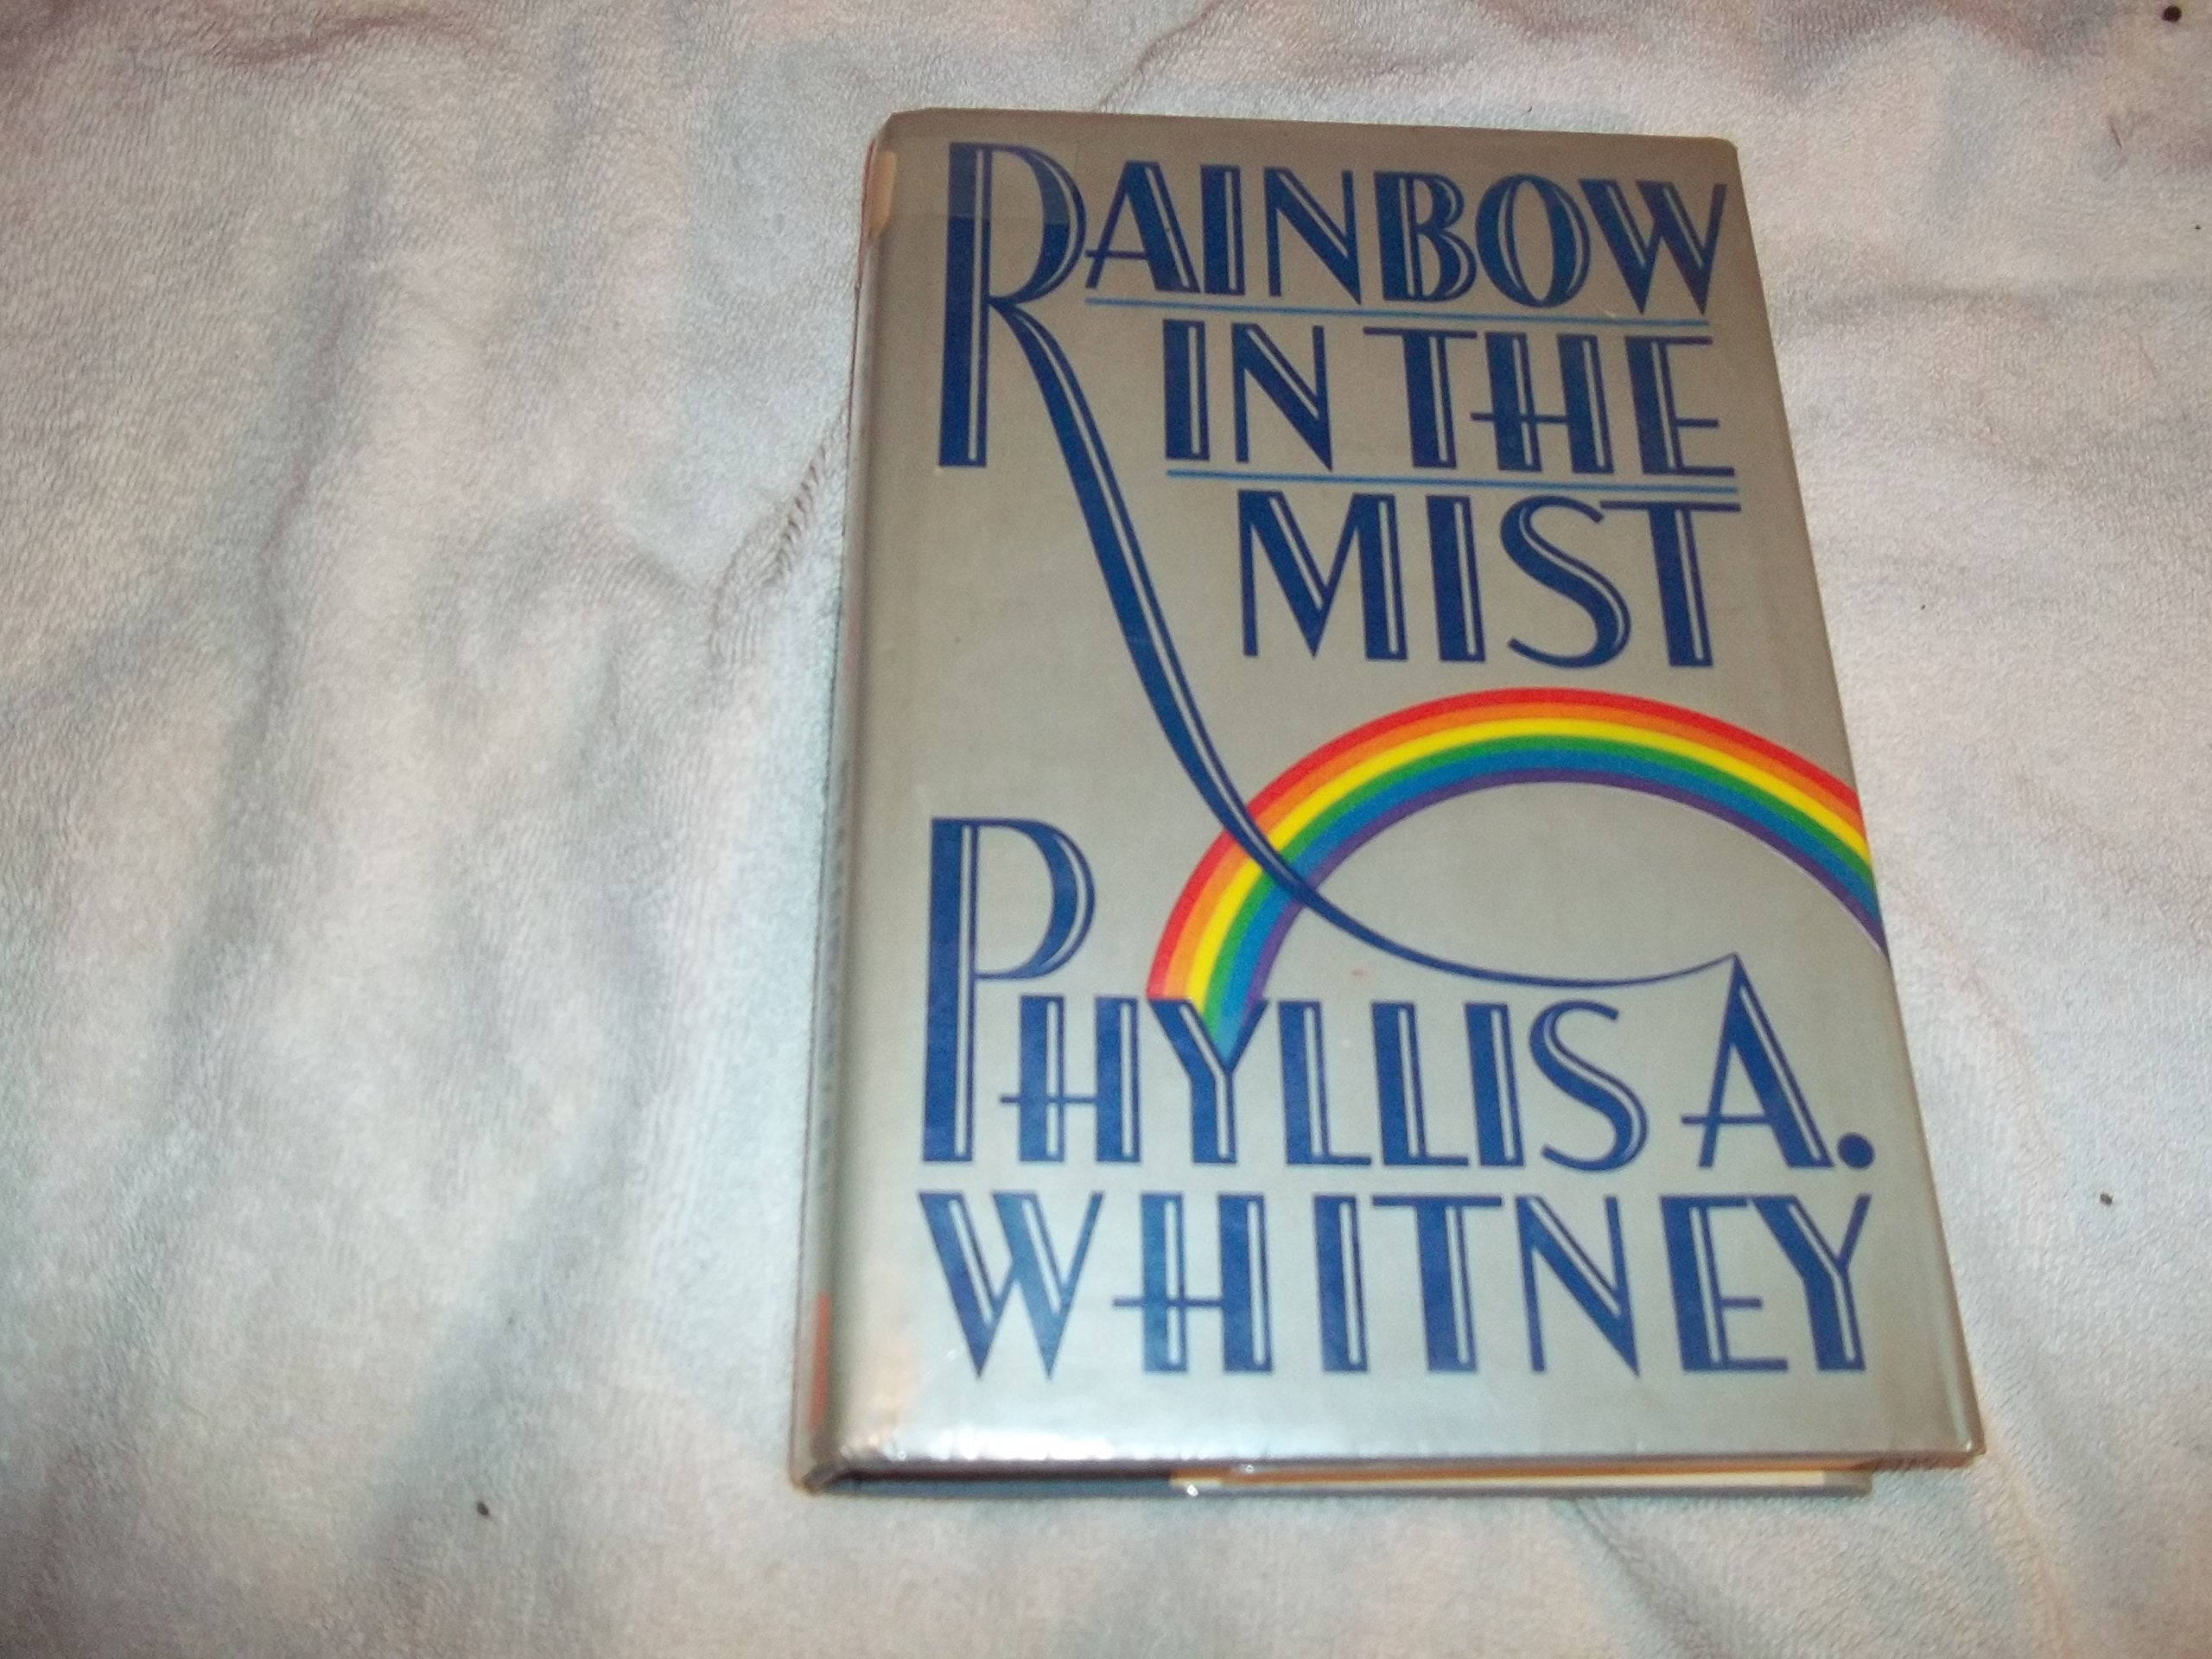 RAINBOW
IN THE
MIST
PHYLLIS A.
WHITNEY